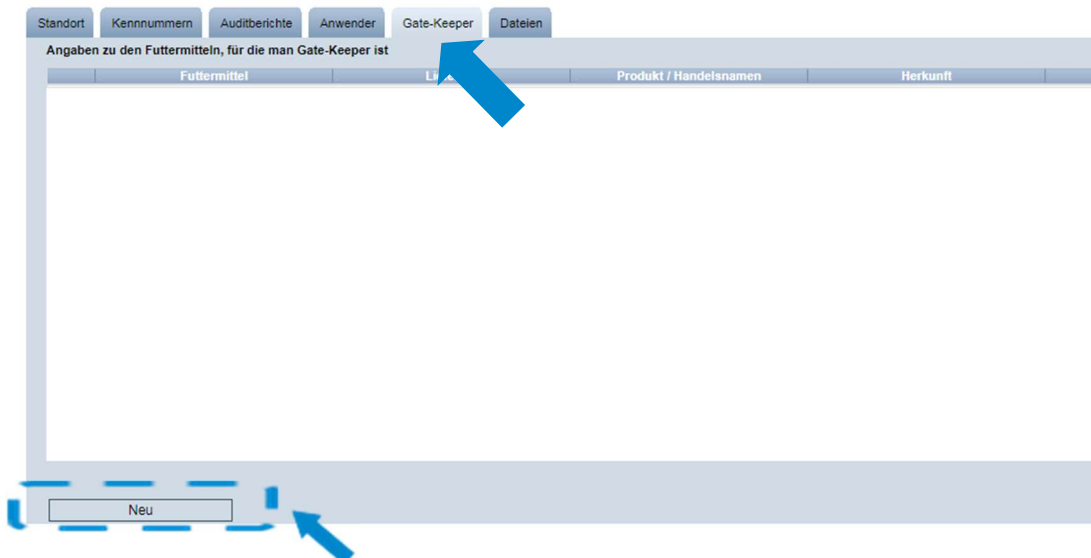 Standort Kennnummern Auditberichte Anwender Gate-Keeper Dateien
Angaben zu den Futtermitteln, für die man Gate-Keeper ist
Futtermittel Produkt / Handelsnamen Herkunft
Neu